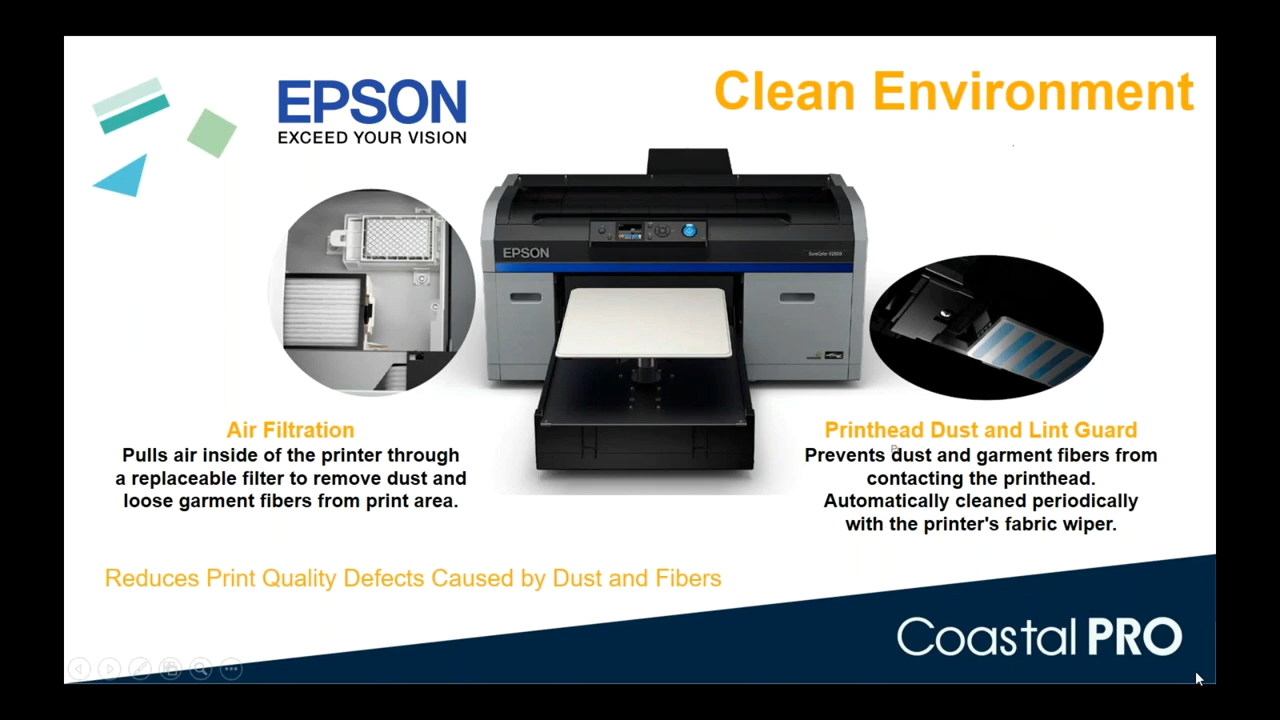 Clean Environment
EPSON
EXCEED YOUR VISION
EPSON
Air Filtration
Pulls air inside of the printer through
a replaceable filter to remove dust and
loose garment fibers from print area.
Printhead Dust and Lint Guard
Prevents dust and garment fibers from
contacting the printhead.
Automatically cleaned periodically
with the printer's fabric wiper.
Reduces Print Quality Defects Caused by Dust and Fibers
Coastal PRO